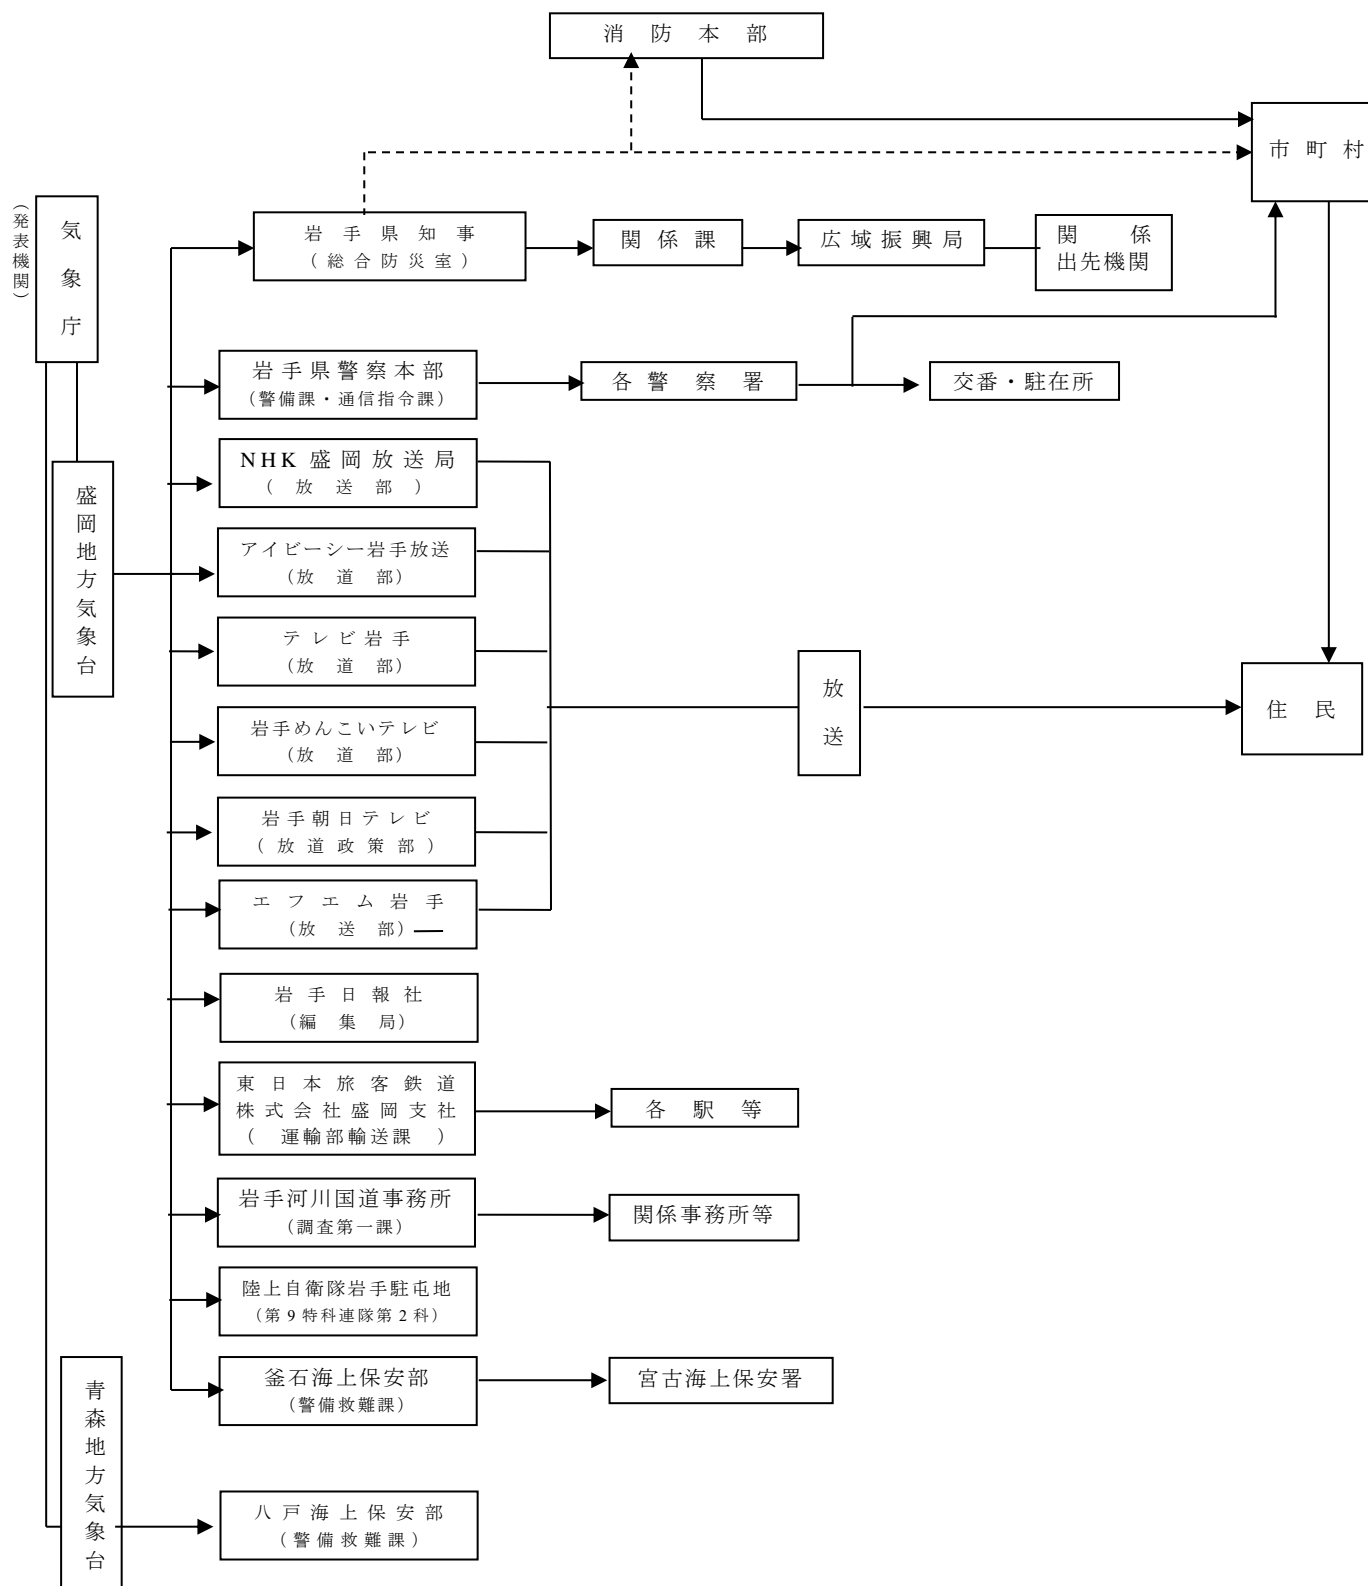 消防本部
市町村
（発表機関）
気象庁
岩手県知事
（総合防災室）
関係課
広域振興局
関係
出先機関
岩手県警察本部
（警備課・通信指令課）
各警察署
交番・駐在所
盛岡地方気象台
NHK 盛岡放送局
（放送部）
アイビーシー岩手放送
（放道部）
テレビ岩手
（放道部）
放送
住民
岩手めんこいテレビ
（放道部）
岩手朝日テレビ
（放道政策部）
エフエム岩手
（放送部）
岩手日報社
（編集局）
東日本旅客鉄道
株式会社盛岡支社
（運輸部輸送課）
各駅等
岩手河川国道事務所
（調査第一課）
関係事務所等
陸上自衛隊岩手駐屯地
（第9特科連隊第2科）
釜石海上保安部
（警備救難課）
宮古海上保安署
青森地方気象台
八戸海上保安部
（警備救難課）